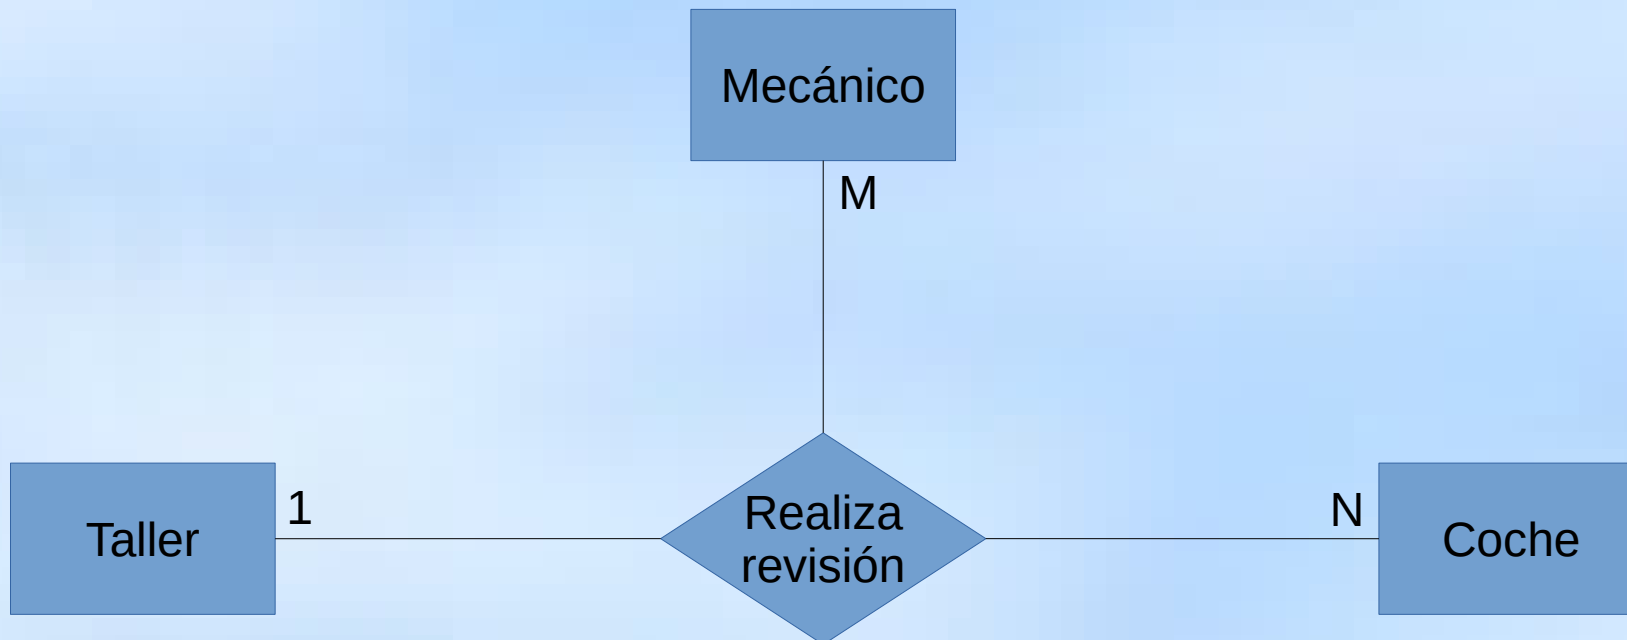 Mecánico
M
Taller
1
Realiza
revisión
N
Coche